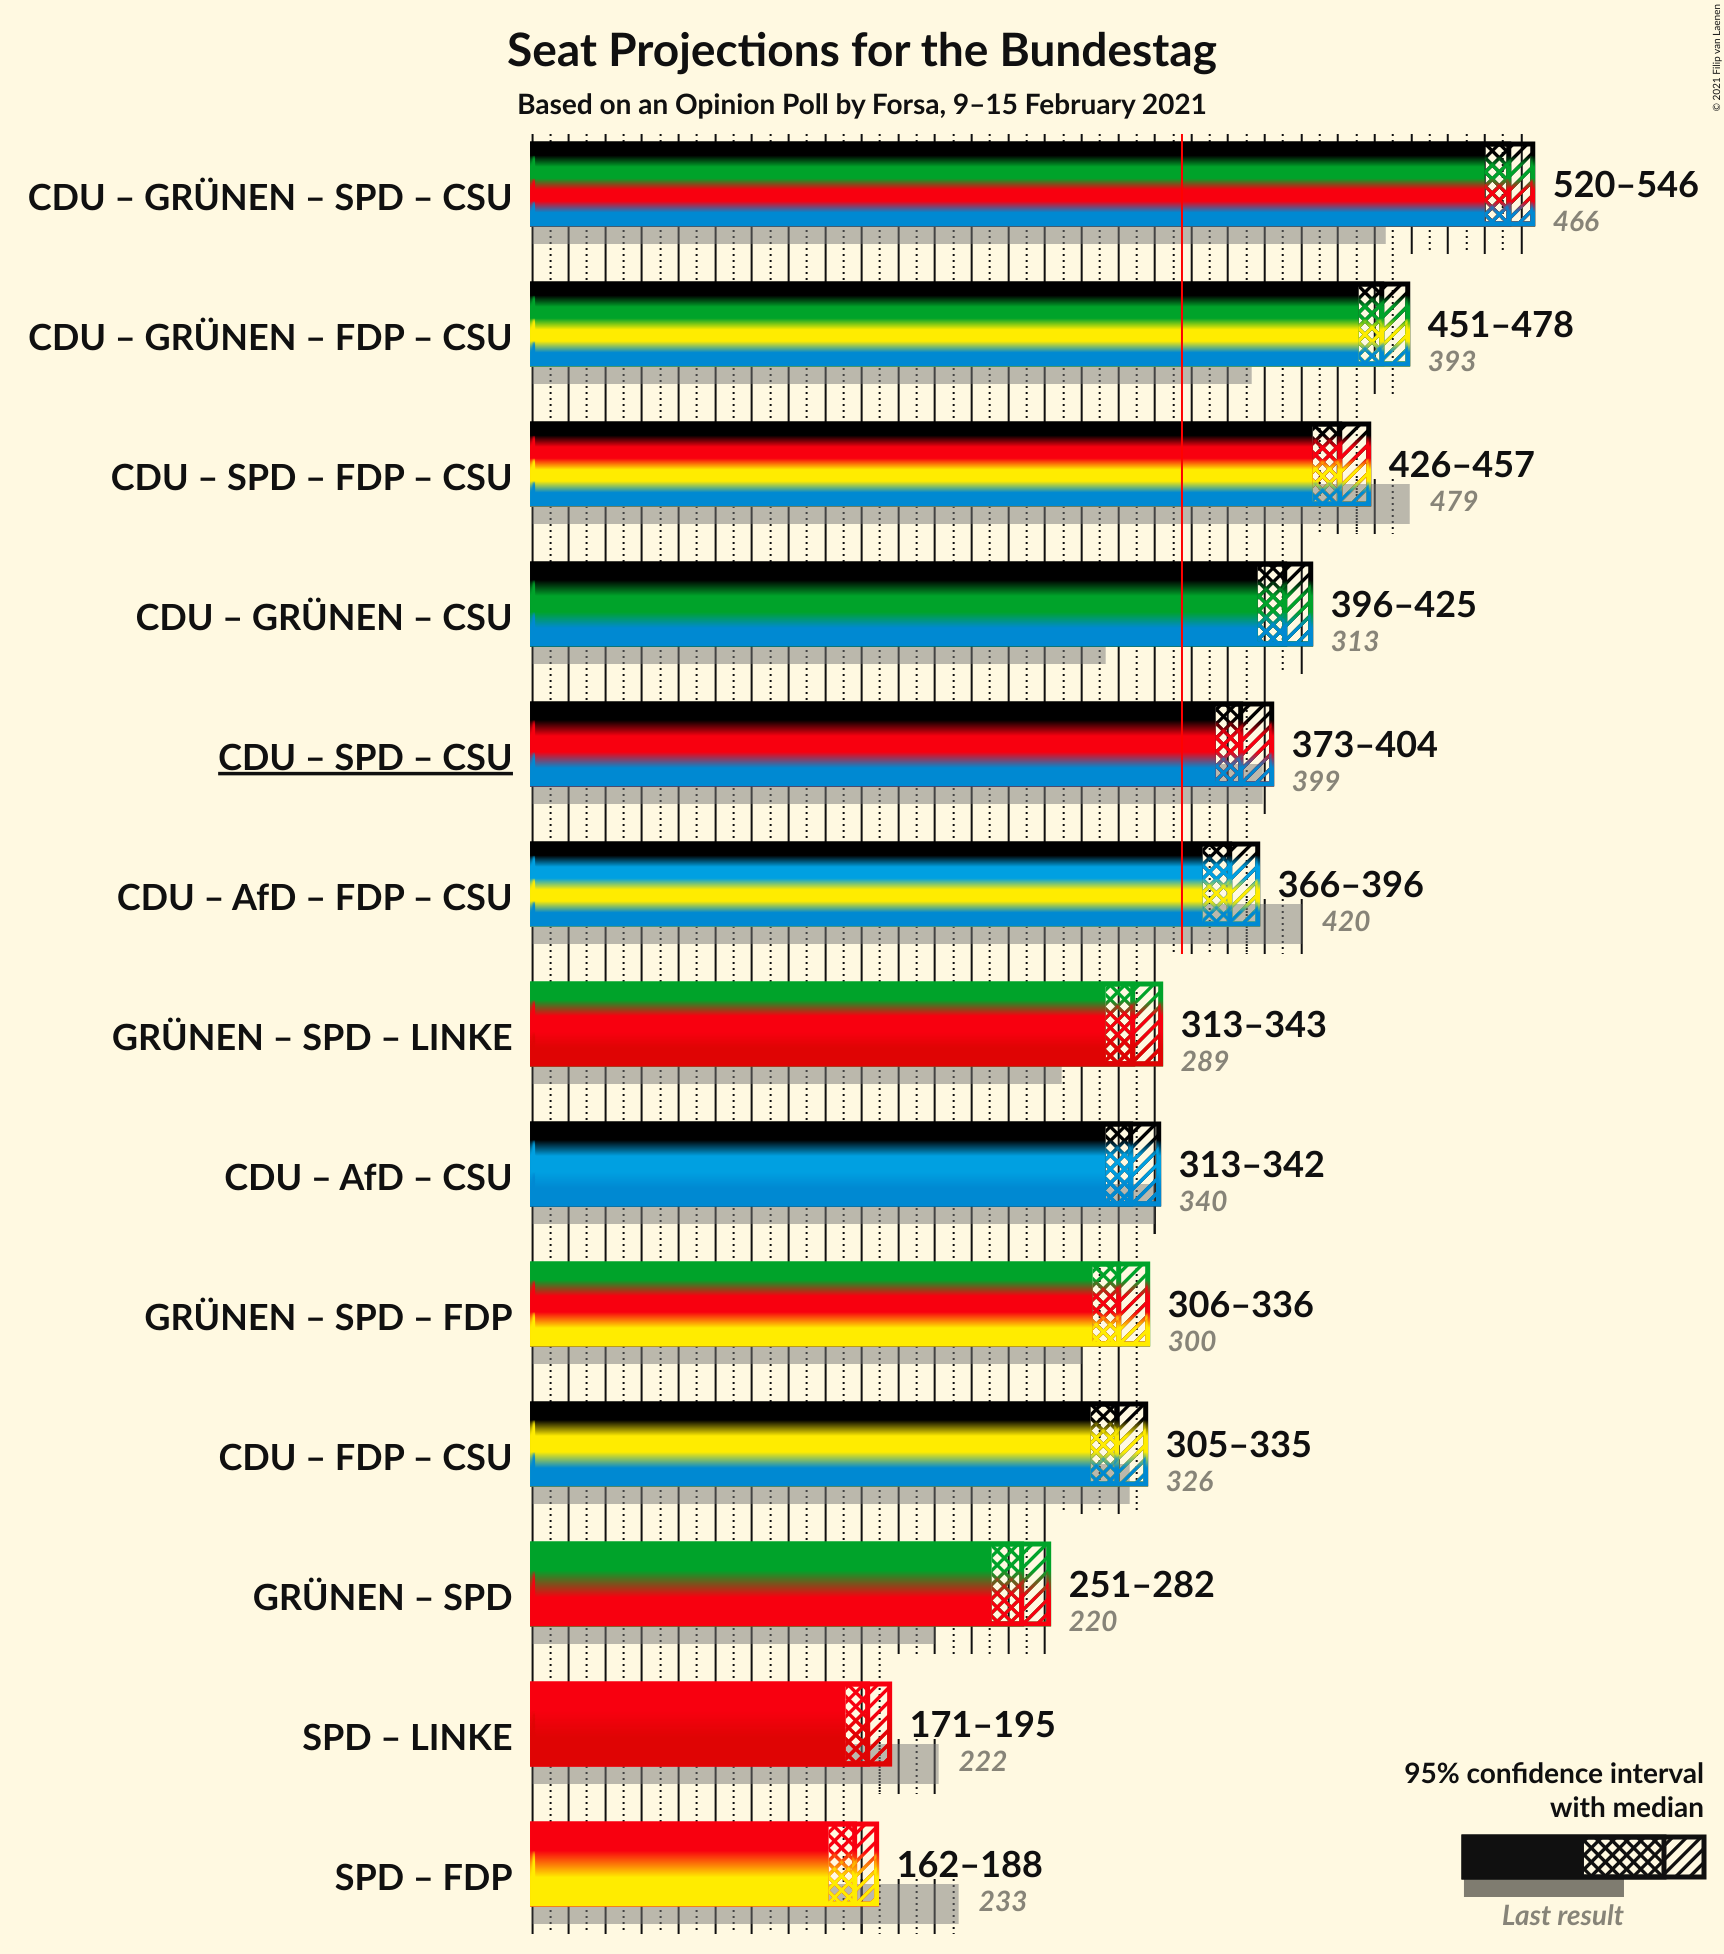 Seat Projections for the Bundestag
Based on an Opinion Poll by Forsa, 9–15 February 2021
© 2021 Filip van Laenen
CDU – GRÜNEN – SPD – CSU
520–546
466
CDU – GRÜNEN – FDP – CSU
451–478
393
CDU – SPD – FDP – CSU
426–457
479
CDU – GRÜNEN – CSU
396–425
313
CDU – SPD – CSU
373–404
399
CDU – AfD – FDP – CSU
366–396
420
GRÜNEN – SPD – LINKE
313–343
289
CDU – AfD – CSU
313–342
340
GRÜNEN – SPD – FDP
306–336
300
CDU – FDP – CSU
305–335
326
GRÜNEN – SPD
251–282
220
SPD – LINKE
171–195
222
SPD – FDP
162–188
233
95% confidence interval
with median
Last result